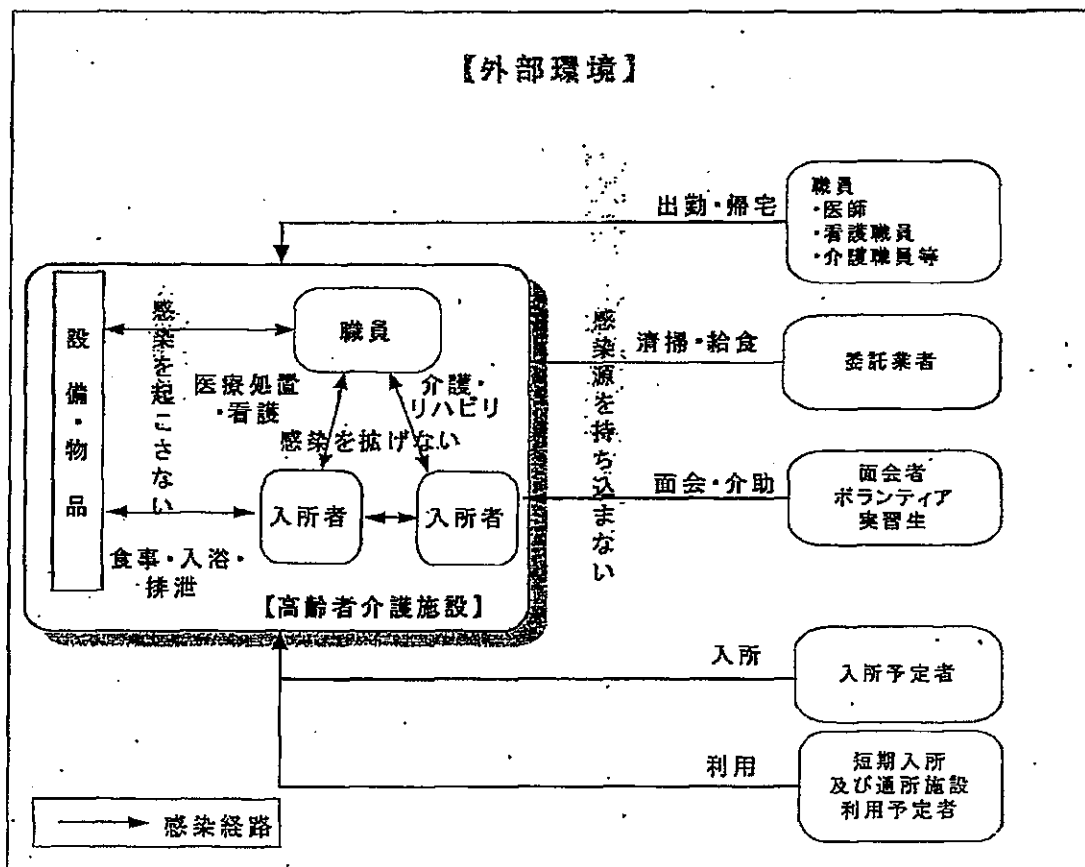 【外部環境】
出勤・帰宅
職員
・医師
・看護職員
・介護職員等
設備・物品
感染を起こさない
職員
医療処置
・看護
介護・
リハビリ
感染を拡げない
入所者
入所者
食事・入浴・
排泄
【高齢者介護施設】
感染源を持ち込まない
清掃・給食
委託業者
面会・介助
面会者
ボランティア
実習生
入所
入所予定者
利用
短期入所
及び通所施設
利用予定者
感染経路